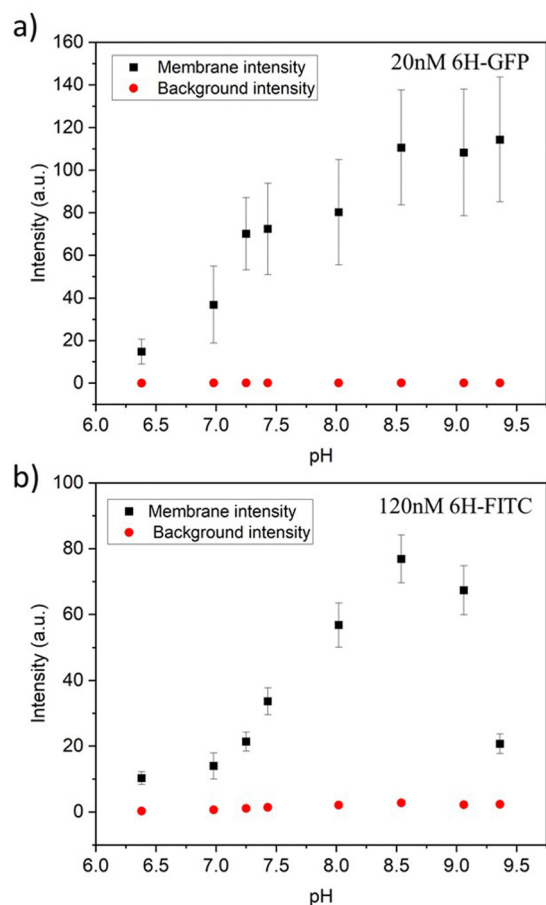 a)
160
140
120
100
80
60
40
20
0
Intensity (a.u.)
Membrane intensity
Background intensity
20nM 6H-GFP
6.0 6.5 7.0 7.5 8.0 8.5 9.0 9.5
pH
b)
100
80
60
40
20
0
Intensity (a.u.)
Membrane intensity
Background intensity
120nM 6H-FITC
6.0 6.5 7.0 7.5 8.0 8.5 9.0 9.5
pH